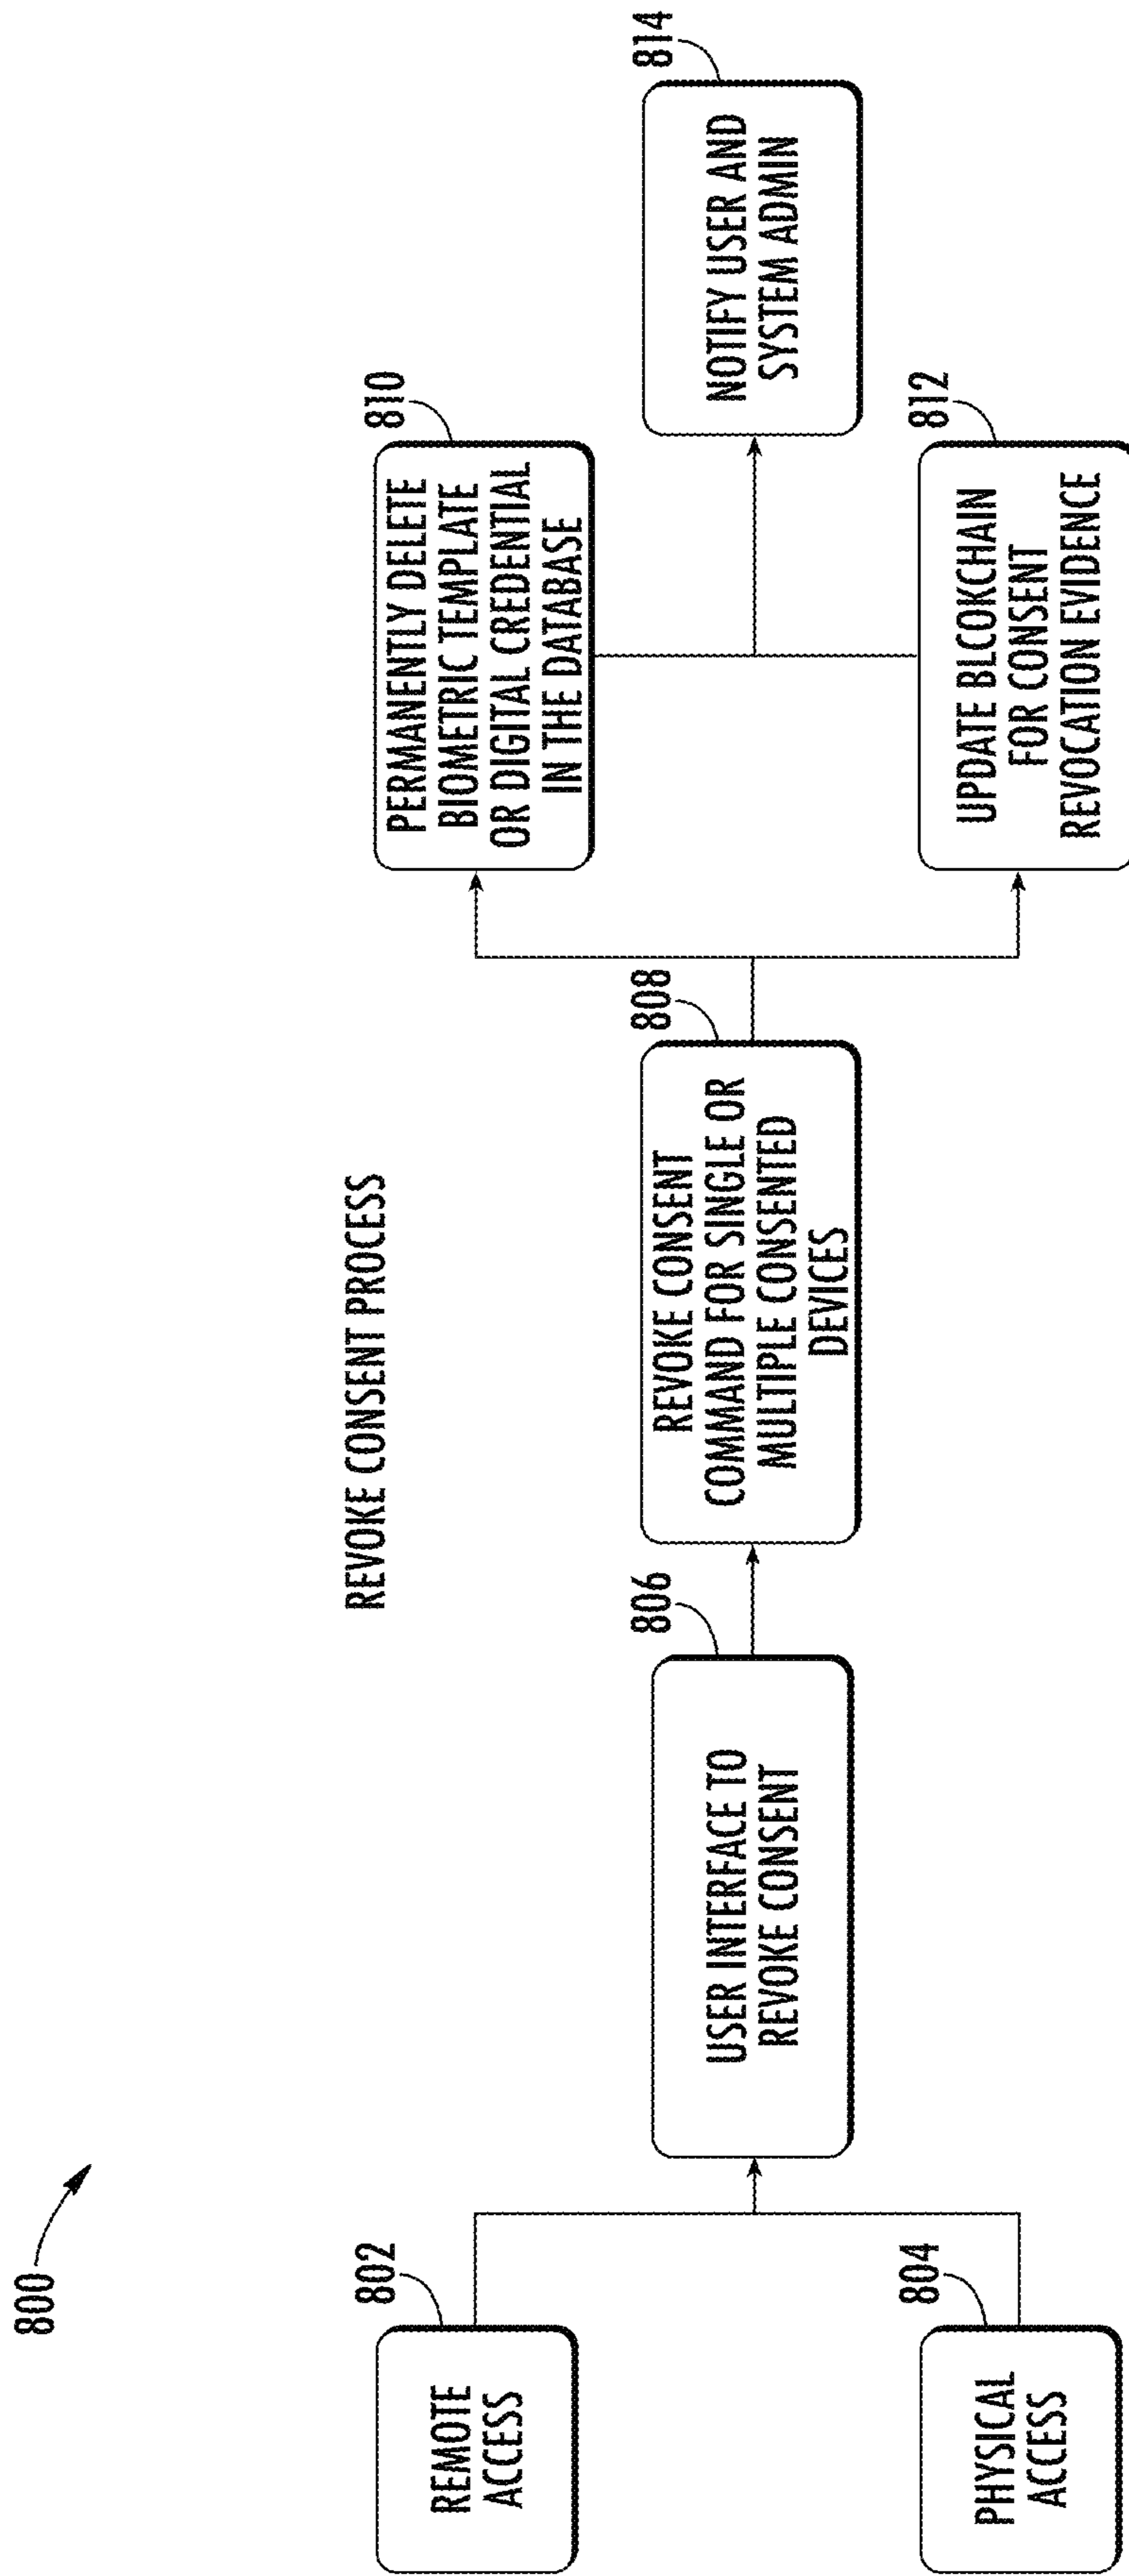 800
REVOKE CONSENT PROCESS
802
REMOTE
ACCESS
804
PHYSICAL
ACCESS
806
USER INTERFACE TO
REVOKE CONSENT
808
REVOKE CONSENT
COMMAND FOR SINGLE OR
MULTIPLE CONSENTED
DEVICES
810
PERMANENTLY DELETE
BIOMETRIC TEMPLATE
OR DIGITAL CREDENTIAL
IN THE DATABASE
812
UPDATE BLCOKCHAIN
FOR CONSENT
REVOCATION EVIDENCE
814
NOTIFY USER AND
SYSTEM ADMIN